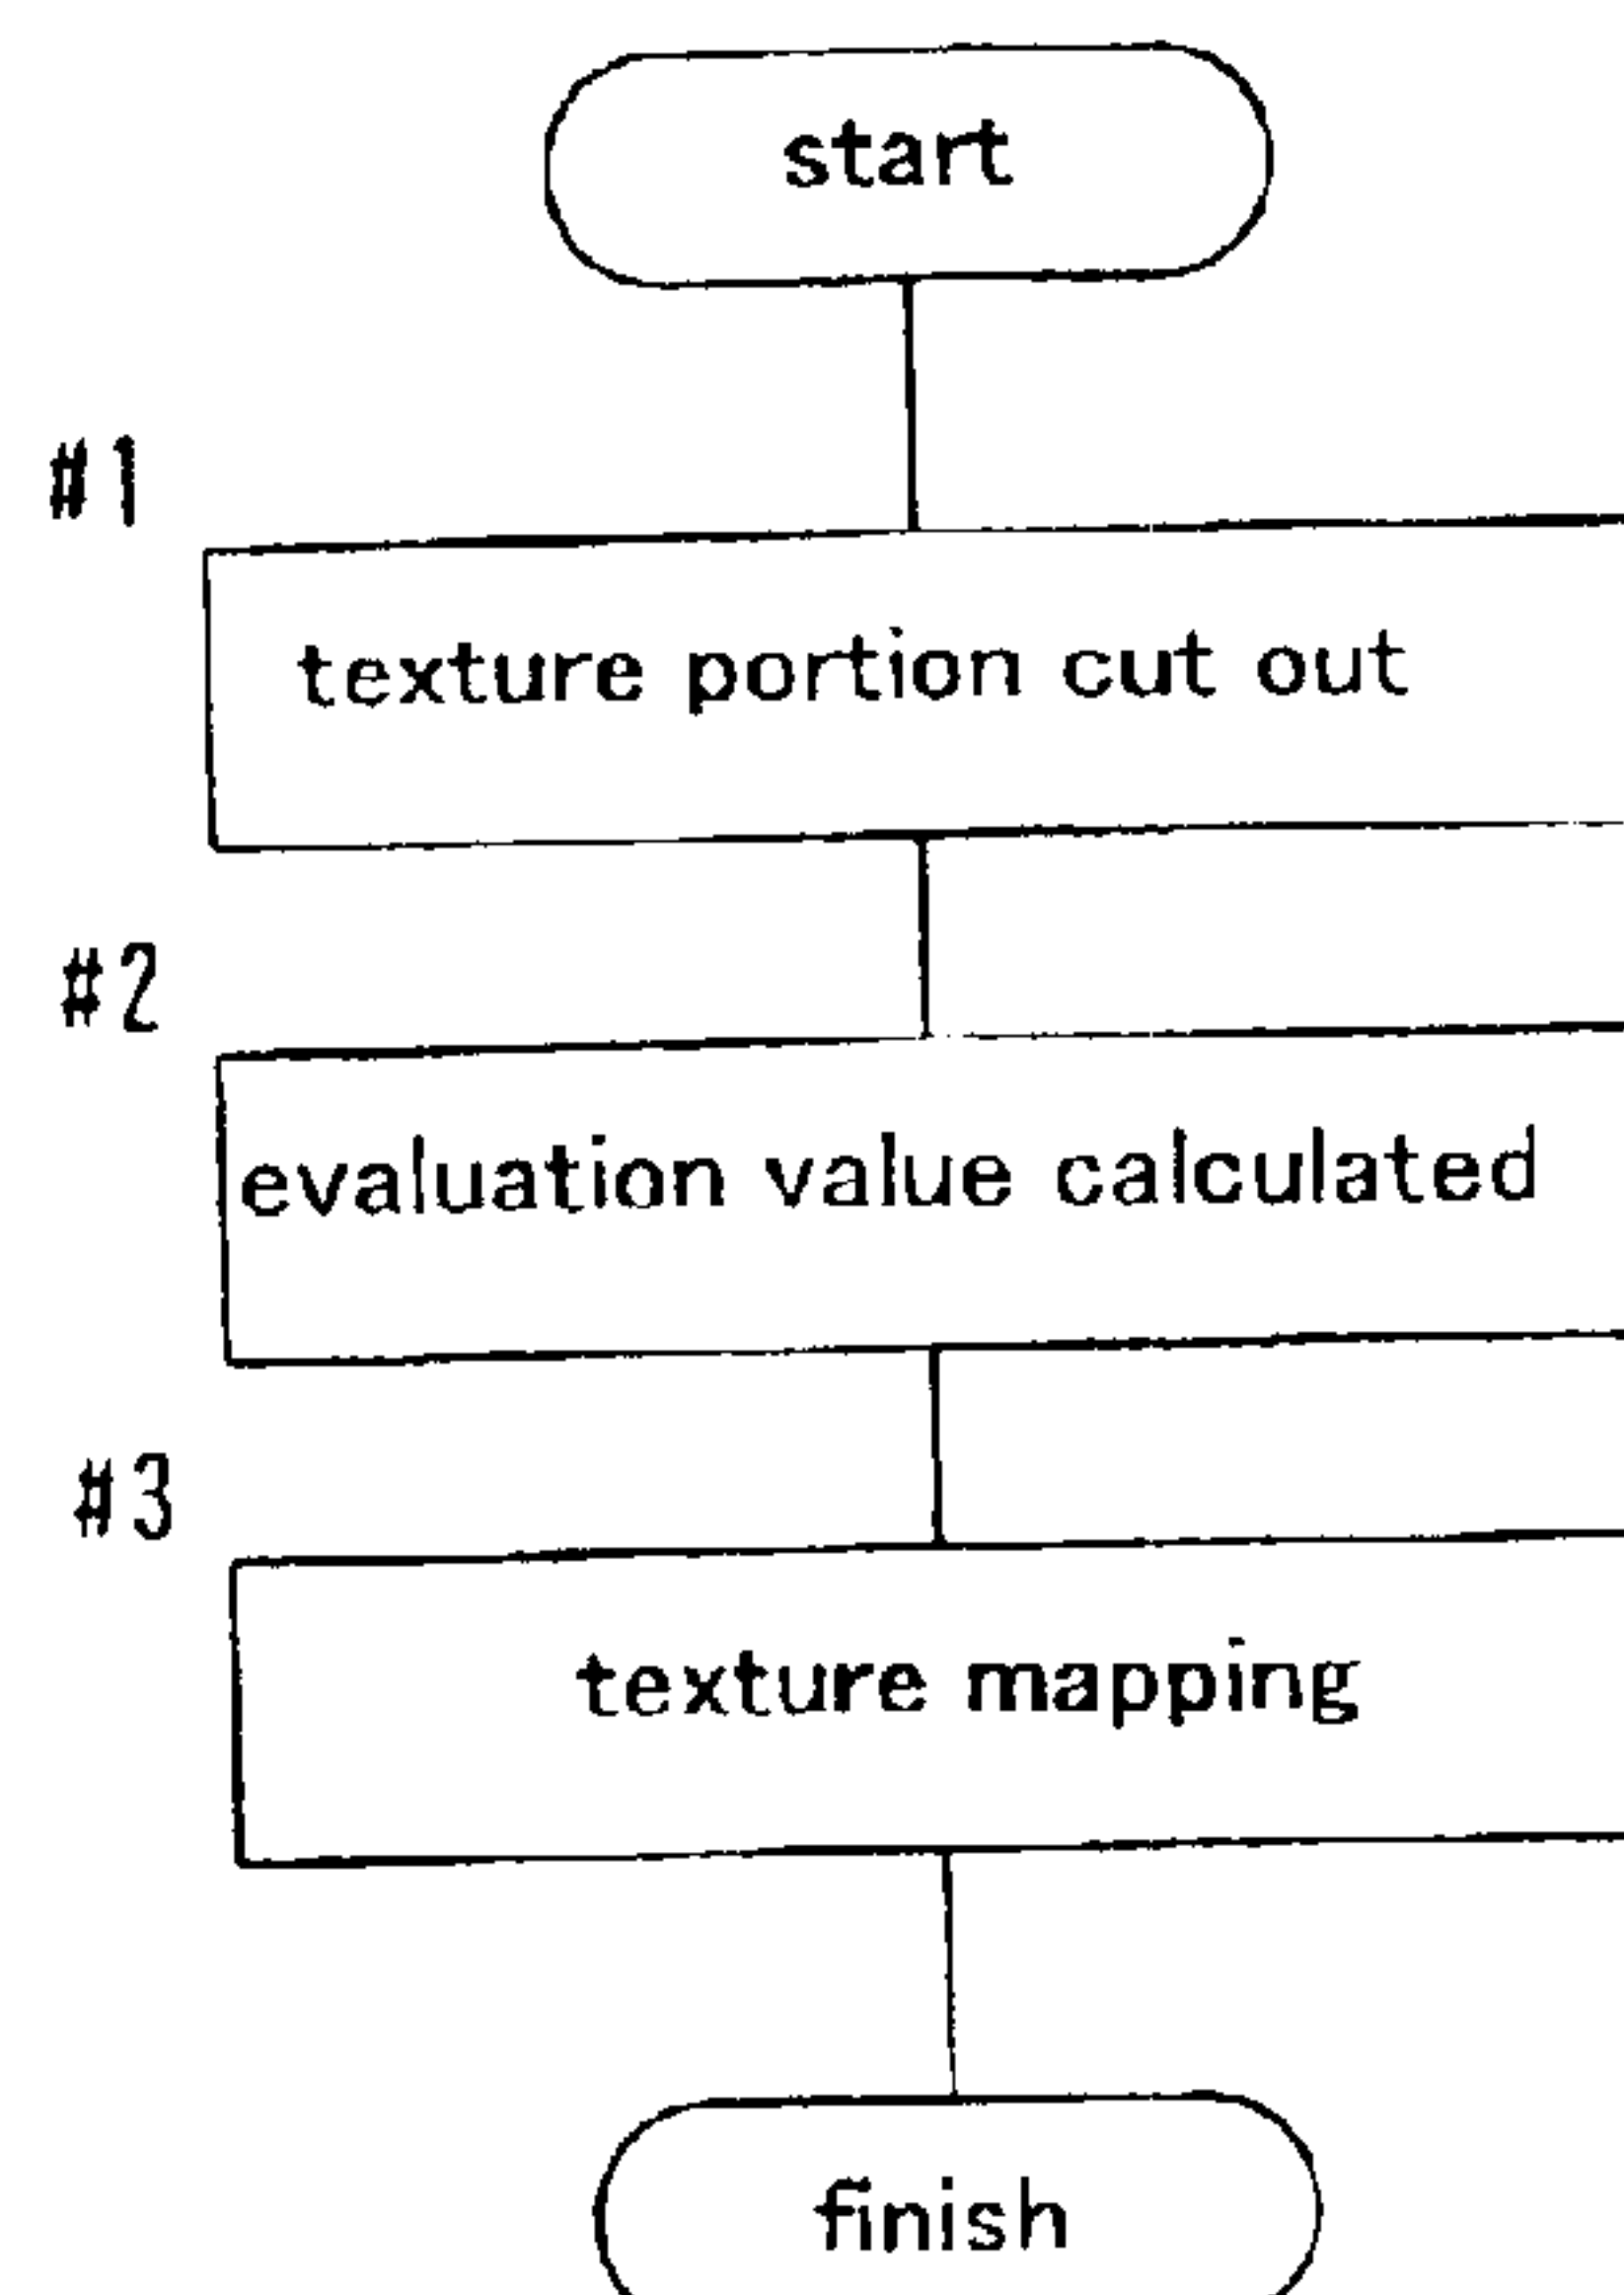 start
#1
texture portion cut out
#2
evaluation value calculated
#3
texture mapping
finish